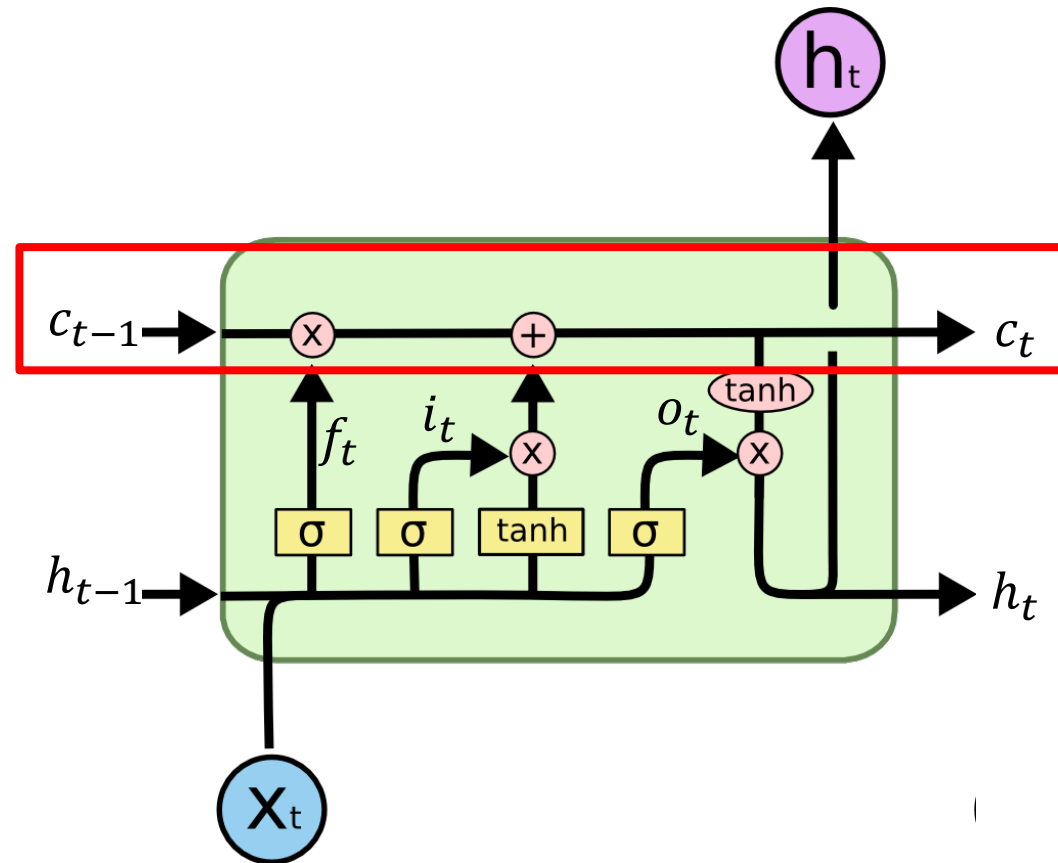 hₜ
cₜ₋₁ x + cₜ
tanh
fₜ iₜ x oₜ x
σ σ tanh σ
hₜ₋₁ hₜ
xₜ
(